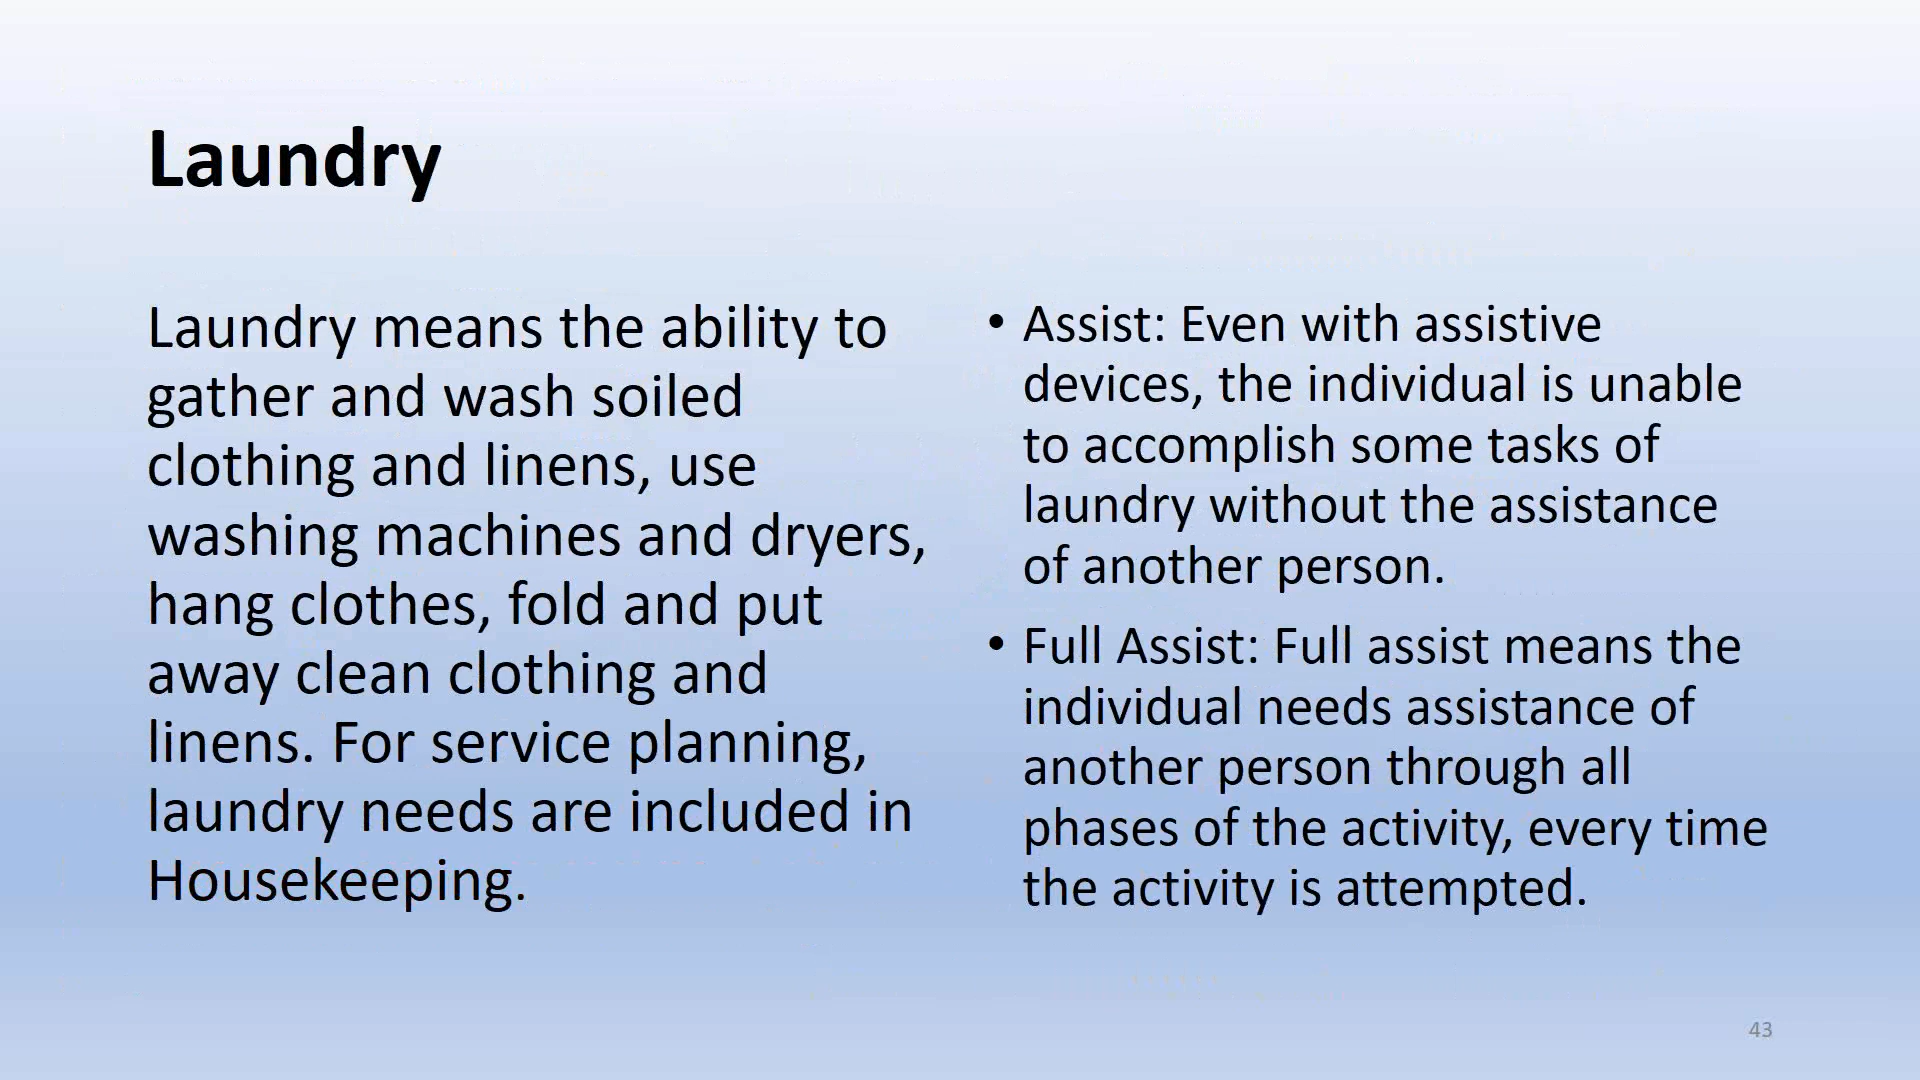 Laundry
Laundry means the ability to
gather and wash soiled
clothing and linens, use
washing machines and dryers,
hang clothes, fold and put
away clean clothing and
linens. For service planning,
laundry needs are included in
Housekeeping.
• Assist: Even with assistive
devices, the individual is unable
to accomplish some tasks of
laundry without the assistance
of another person.
• Full Assist: Full assist means the
individual needs assistance of
another person through all
phases of the activity, every time
the activity is attempted.
43